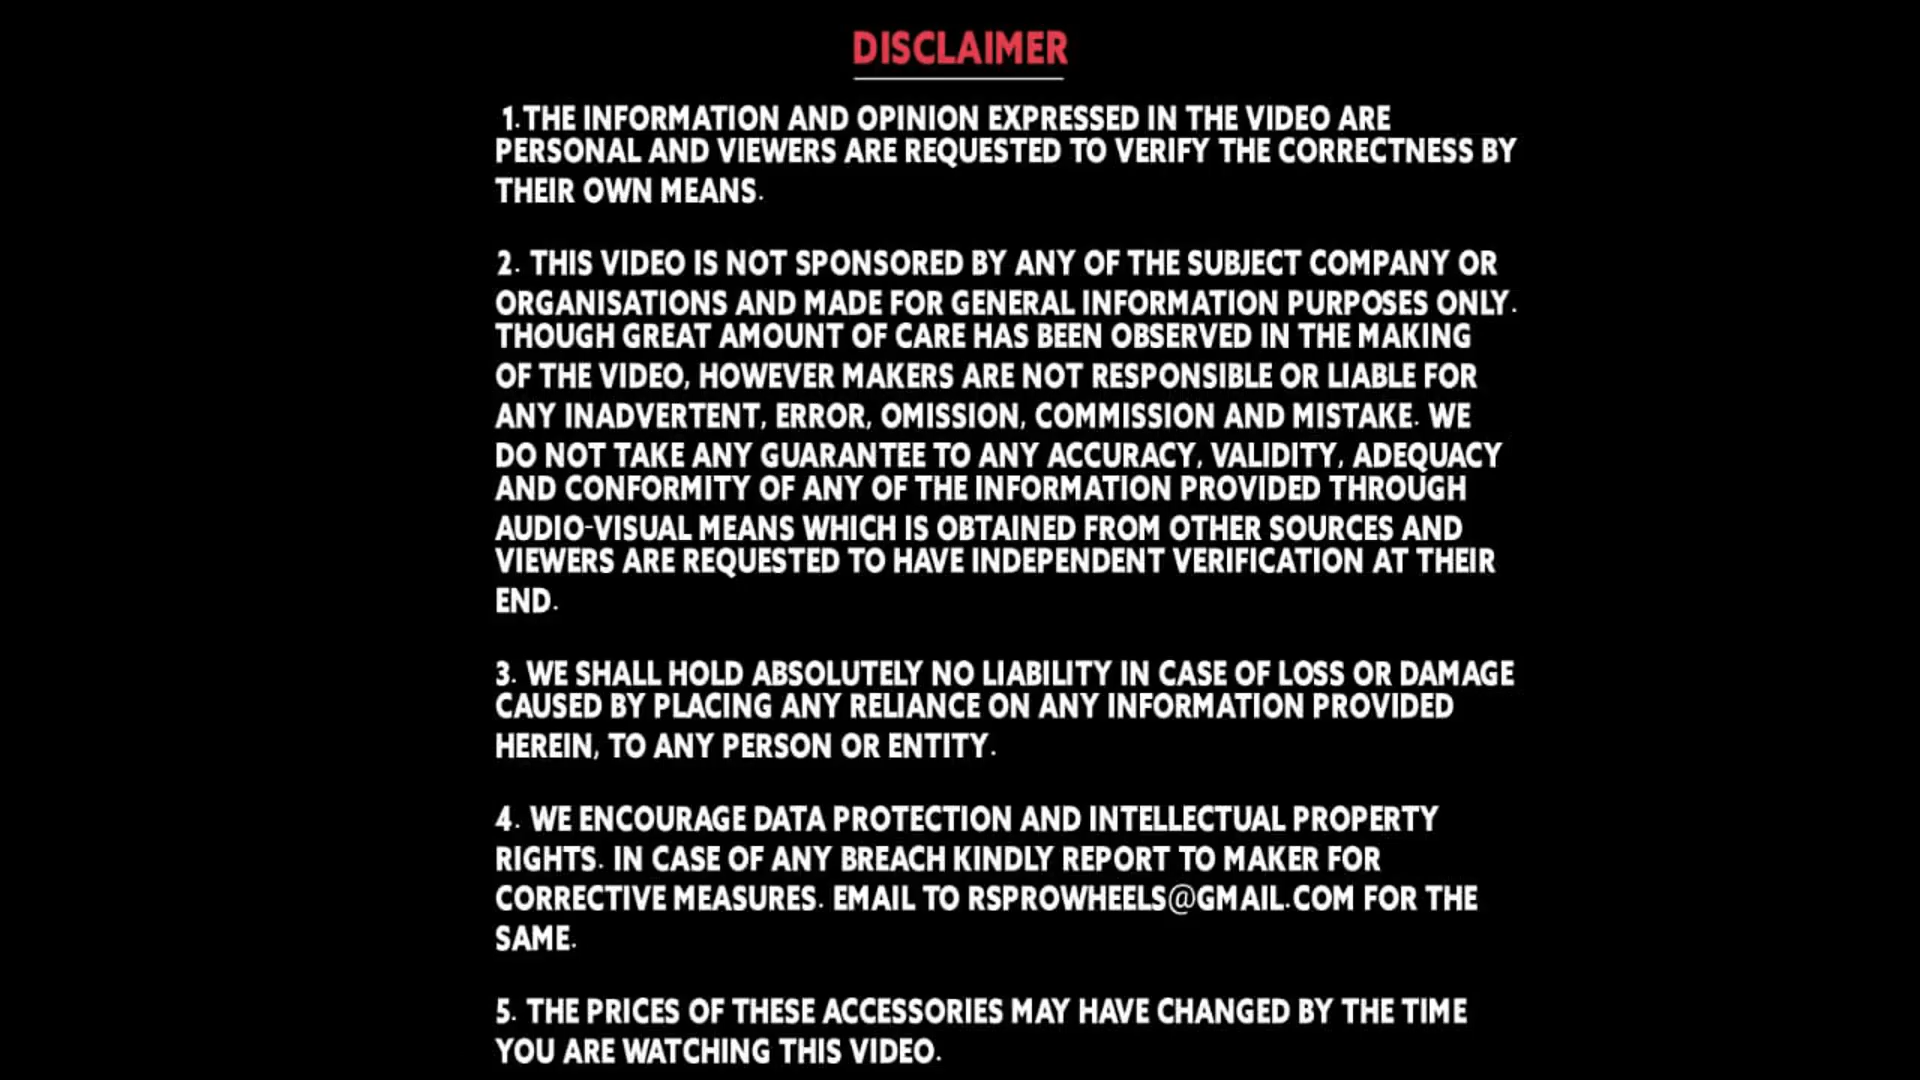 DISCLAIMER
1.THE INFORMATION AND OPINION EXPRESSED IN THE VIDEO ARE
PERSONAL AND VIEWERS ARE REQUESTED TO VERIFY THE CORRECTNESS BY
THEIR OWN MEANS.
2. THIS VIDEO IS NOT SPONSORED BY ANY OF THE SUBJECT COMPANY OR
ORGANISATIONS AND MADE FOR GENERAL INFORMATION PURPOSES ONLY.
THOUGH GREAT AMOUNT OF CARE HAS BEEN OBSERVED IN THE MAKING
OF THE VIDEO, HOWEVER MAKERS ARE NOT RESPONSIBLE OR LIABLE FOR
ANY INADVERTENT, ERROR, OMISSION, COMMISSION AND MISTAKE. WE
DO NOT TAKE ANY GUARANTEE TO ANY ACCURACY, VALIDITY, ADEQUACY
AND CONFORMITY OF ANY OF THE INFORMATION PROVIDED THROUGH
AUDIO-VISUAL MEANS WHICH IS OBTAINED FROM OTHER SOURCES AND
VIEWERS ARE REQUESTED TO HAVE INDEPENDENT VERIFICATION AT THEIR
END.
3. WE SHALL HOLD ABSOLUTELY NO LIABILITY IN CASE OF LOSS OR DAMAGE
CAUSED BY PLACING ANY RELIANCE ON ANY INFORMATION PROVIDED
HEREIN, TO ANY PERSON OR ENTITY.
4. WE ENCOURAGE DATA PROTECTION AND INTELLECTUAL PROPERTY
RIGHTS. IN CASE OF ANY BREACH KINDLY REPORT TO MAKER FOR
CORRECTIVE MEASURES. EMAIL TO RSPROWHEELS@GMAIL.COM FOR THE
SAME.
5. THE PRICES OF THESE ACCESSORIES MAY HAVE CHANGED BY THE TIME
YOU ARE WATCHING THIS VIDEO.